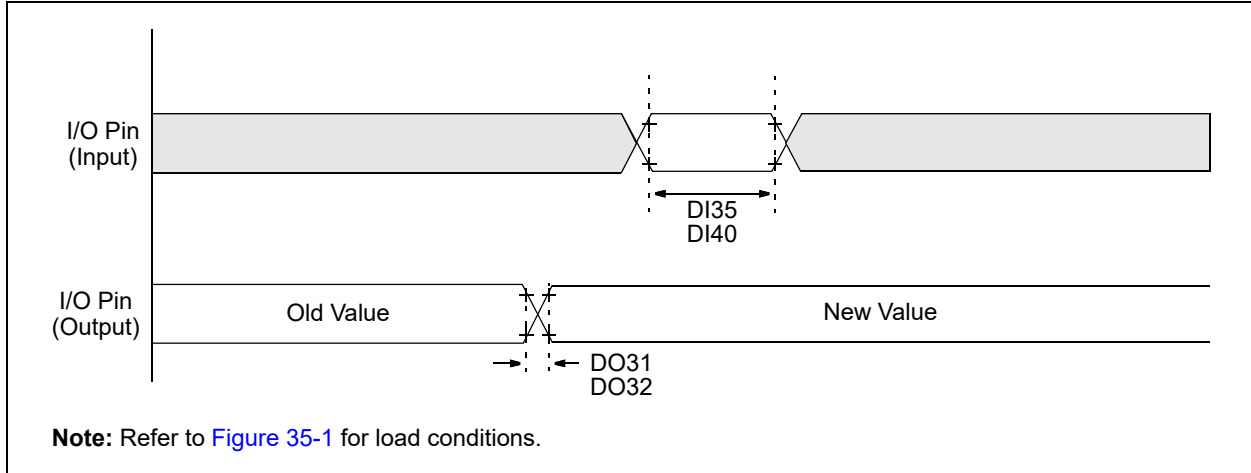 I/O Pin
(Input)
DI35
DI40
I/O Pin
(Output)
Old Value
New Value
DO31
DO32
Note: Refer to Figure 35-1 for load conditions.